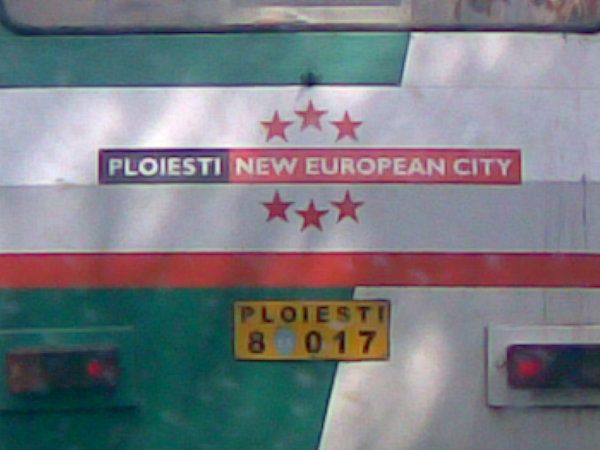 PLOIESTI NEW EUROPEAN CITY
PLOIESTI
8 017